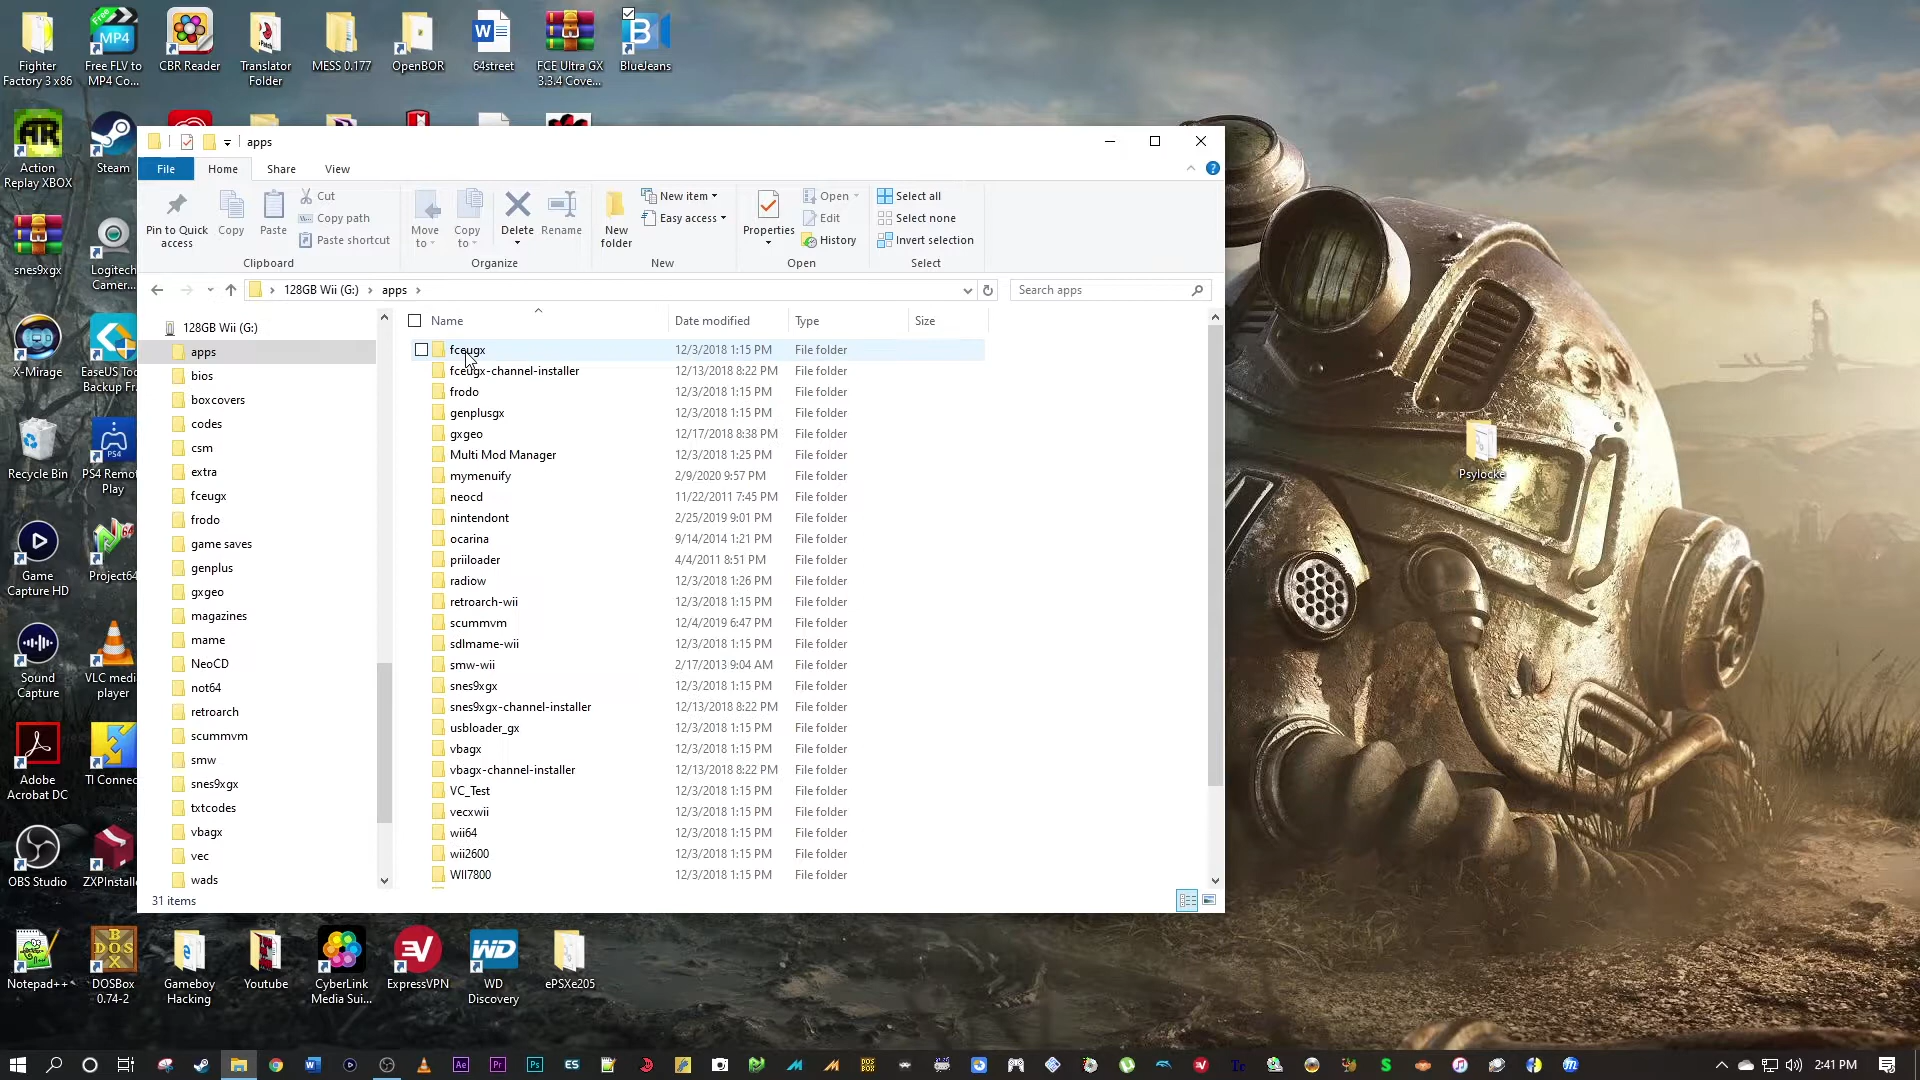 Fighter
Factory 3 x86
Free FLV to
MP4 Co...
CBR Reader
Translator
Folder
MESS 0.177
OpenBOR
64street
FCE Ultra GX
3.3.4 Cove...
BlueJeans
Action
Replay XBOX
Steam
snes9xgx
Logitech
Camer...
X-Mirage
EaseUS Too
Backup Fr.
Recycle Bin
PS4 Remot
Play
Game
Capture HD
Project64
Sound
Capture
VLC medi
player
Adobe
Acrobat DC
TI Connec
OBS Studio
ZXPInstalle
Notepad++
DOSBox
0.74-2
Gameboy
Hacking
Youtube
CyberLink
Media Sui...
ExpressVPN
WD
Discovery
ePSXe205
Psylocke
apps
File
Home
Share
View
Pin to Quick
access
Copy
Paste
Cut
Copy path
Paste shortcut
Clipboard
Move
to
Copy
to
Delete
Rename
Organize
New
folder
New item
Easy access
New
Properties
Open
Edit
History
Open
Select all
Select none
Invert selection
Select
128GB Wii (G:)
apps
Search apps
128GB Wii (G:)
apps
bios
boxcovers
codes
csm
extra
fceugx
frodo
game saves
genplus
gxgeo
magazines
mame
NeoCD
not64
retroarch
scummvm
smw
snes9xgx
txtcodes
vbagx
vec
wads
Name Date modified Type Size
fceugx 12/3/2018 1:15 PM File folder
fceugx-channel-installer 12/13/2018 8:22 PM File folder
frodo 12/3/2018 1:15 PM File folder
genplusgx 12/3/2018 1:15 PM File folder
gxgeo 12/17/2018 8:38 PM File folder
Multi Mod Manager 12/3/2018 1:25 PM File folder
mymenuify 2/9/2020 9:57 PM File folder
neocd 11/22/2011 7:45 PM File folder
nintendont 2/25/2019 9:01 PM File folder
ocarina 9/14/2014 1:21 PM File folder
priiloader 4/4/2011 8:51 PM File folder
radiow 12/3/2018 1:26 PM File folder
retroarch-wii 12/3/2018 1:15 PM File folder
scummvm 12/4/2019 6:47 PM File folder
sdlmame-wii 12/3/2018 1:15 PM File folder
smw-wii 2/17/2013 9:04 AM File folder
snes9xgx 12/3/2018 1:15 PM File folder
snes9xgx-channel-installer 12/13/2018 8:22 PM File folder
usbloader_gx 12/3/2018 1:15 PM File folder
vbagx 12/3/2018 1:15 PM File folder
vbagx-channel-installer 12/13/2018 8:22 PM File folder
VC_Test 12/3/2018 1:15 PM File folder
vecxwii 12/3/2018 1:15 PM File folder
wii64 12/3/2018 1:15 PM File folder
wii2600 12/3/2018 1:15 PM File folder
WII7800 12/3/2018 1:15 PM File folder
31 items
2:41 PM